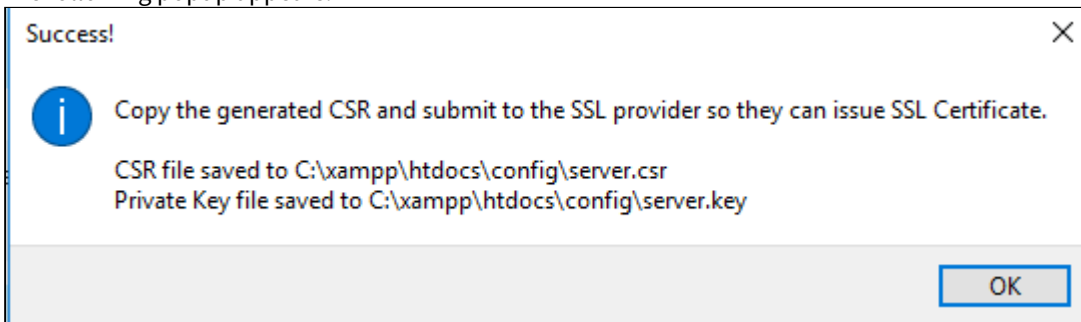 Success!
Copy the generated CSR and submit to the SSL provider so they can issue SSL Certificate.
CSR file saved to C:\xampp\htdocs\config\server.csr
Private Key file saved to C:\xampp\htdocs\config\server.key
OK